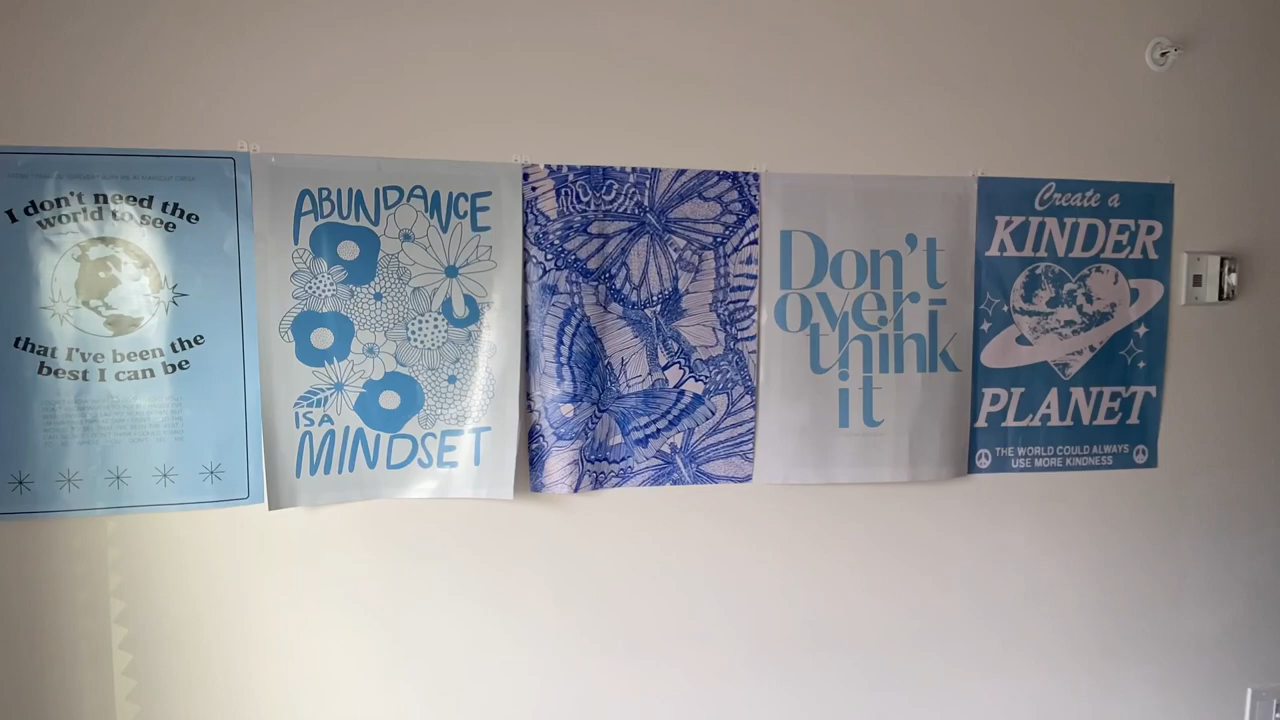 I don't need the
world to see
that I've been the
best I can be
ABUNDANCE
IS A
MINDSET
Don't
over-
think
it
Create a
KINDER
PLANET
THE WORLD COULD ALWAYS
USE MORE KINDNESS